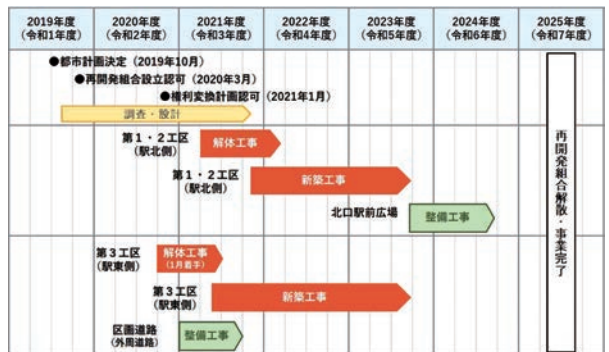 2019年度 2020年度 2021年度 2022年度 2023年度 2024年度 2025年度
(令和1年度) (令和2年度) (令和3年度) (令和4年度) (令和5年度) (令和6年度) (令和7年度)
●都市計画決定(2019年10月)
●再開発組合設立認可(2020年3月)
●権利変換計画認可(2021年1月)
調査・設計
第1・2工区
(駅北側)
解体工事
第1・2工区
(駅北側)
新築工事
北口駅前広場
整備工事
第3工区
(駅東側)
解体工事
(1月着手)
第3工区
(駅東側)
新築工事
区画道路
(外周道路)
整備工事
再開発組合解散・事業完了